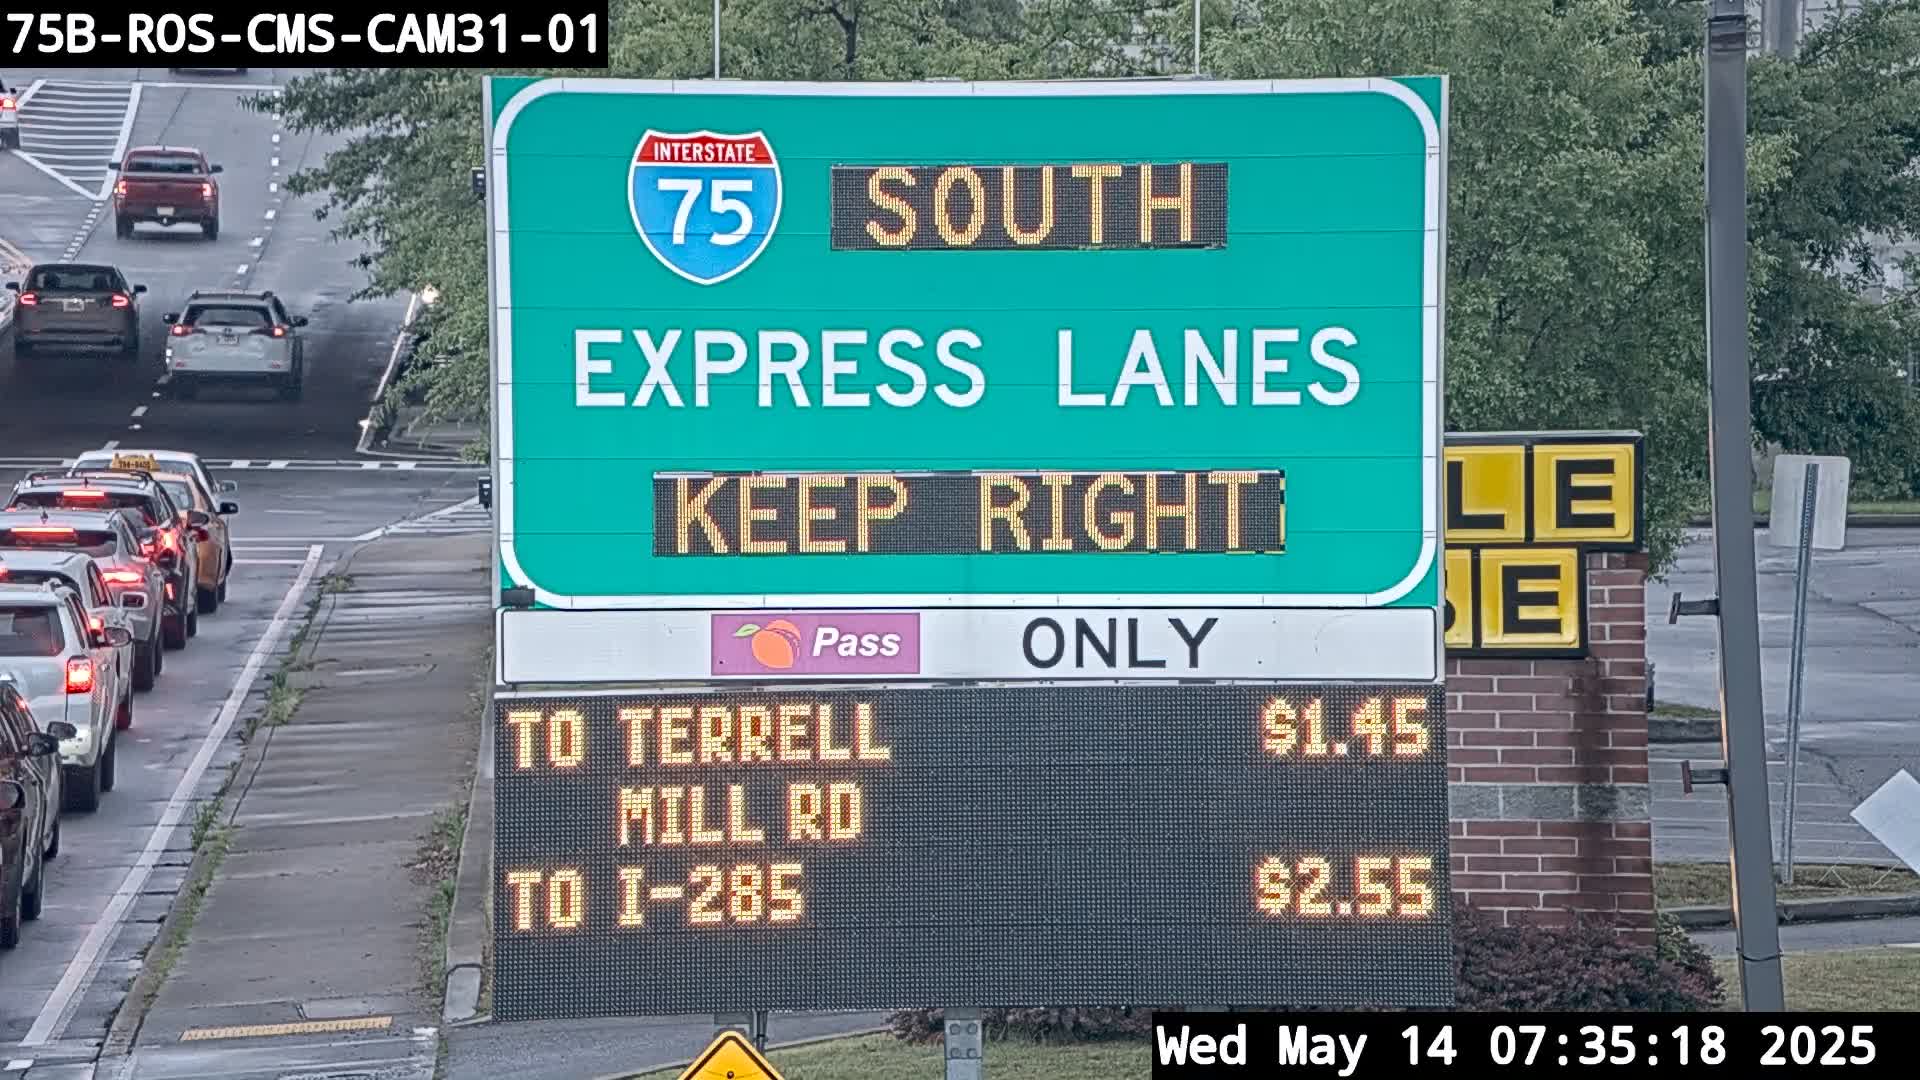 75B-ROS-CMS-CAM31-01
INTERSTATE
75
SOUTH
EXPRESS LANES
KEEP RIGHT
Pass ONLY
TO TERRELL $1.45
MILL RD
TO I-285 $2.55
LE
E
Wed May 14 07:35:18 2025